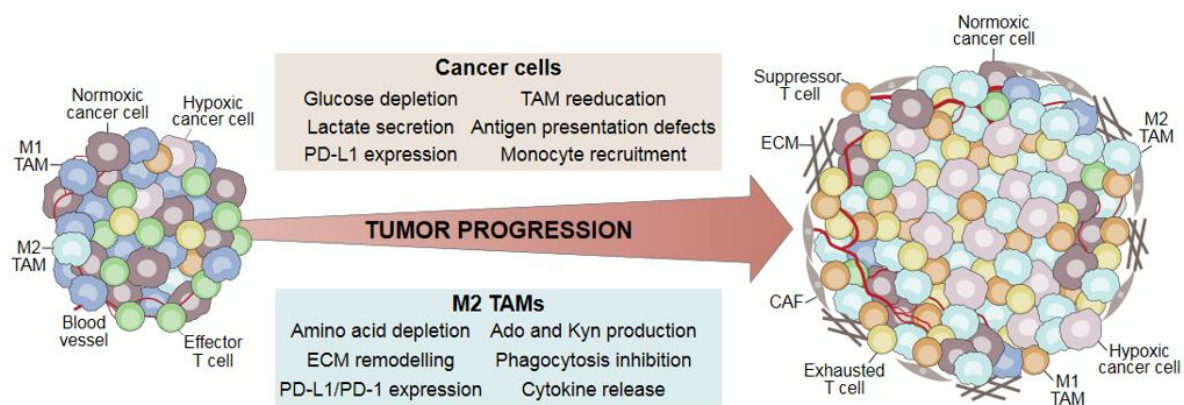 Normoxic
cancer cell
Hypoxic
cancer cell
M1
TAM
M2
TAM
Blood
vessel
Effector
T cell
Cancer cells
Glucose depletion TAM reeducation
Lactate secretion Antigen presentation defects
PD-L1 expression Monocyte recruitment
TUMOR PROGRESSION
M2 TAMs
Amino acid depletion Ado and Kyn production
ECM remodelling Phagocytosis inhibition
PD-L1/PD-1 expression Cytokine release
Normoxic
cancer cell
Suppressor
T cell
ECM
M2
TAM
CAF
Exhausted
T cell
M1
TAM
Hypoxic
cancer cell